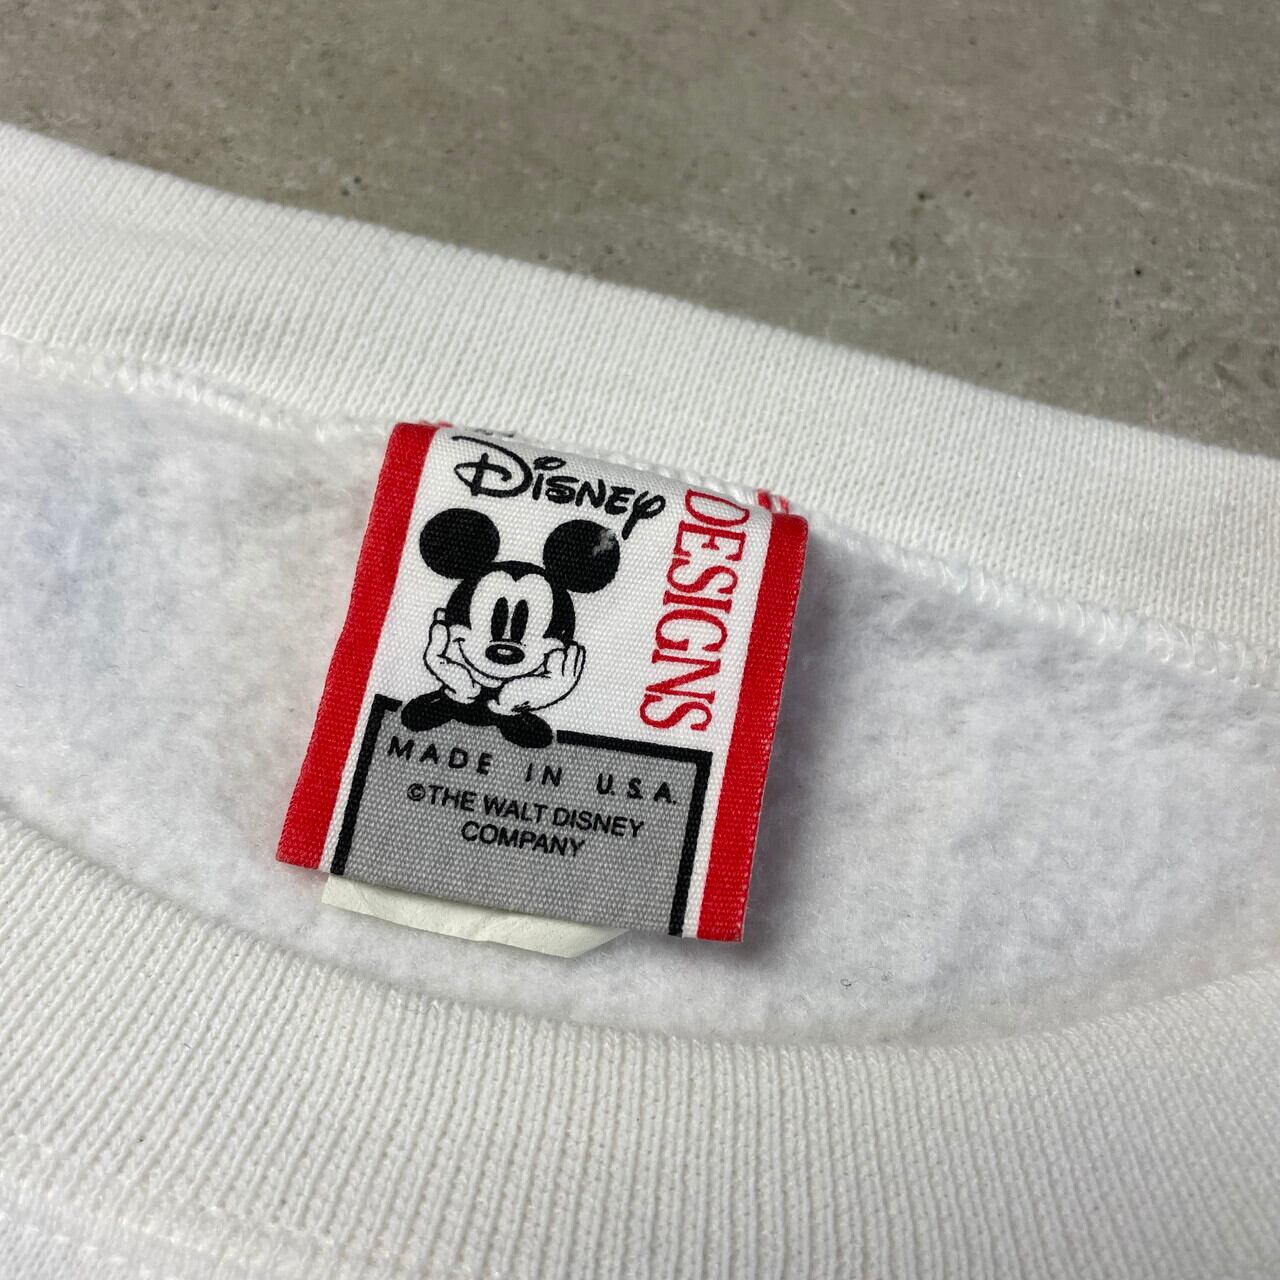 Disney
DESIGNS
MADE IN U.S.A.
©THE WALT DISNEY
COMPANY